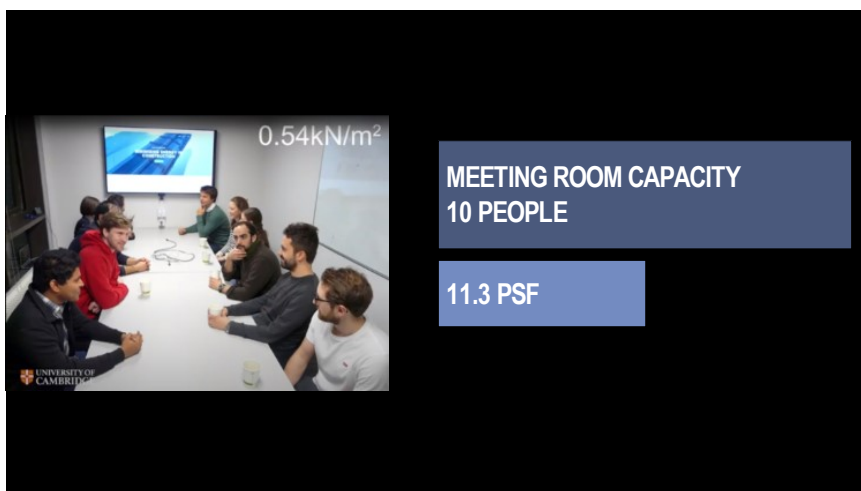 0.54kN/m²
MEETING ROOM CAPACITY
10 PEOPLE
11.3 PSF
UNIVERSITY OF
CAMBRIDGE